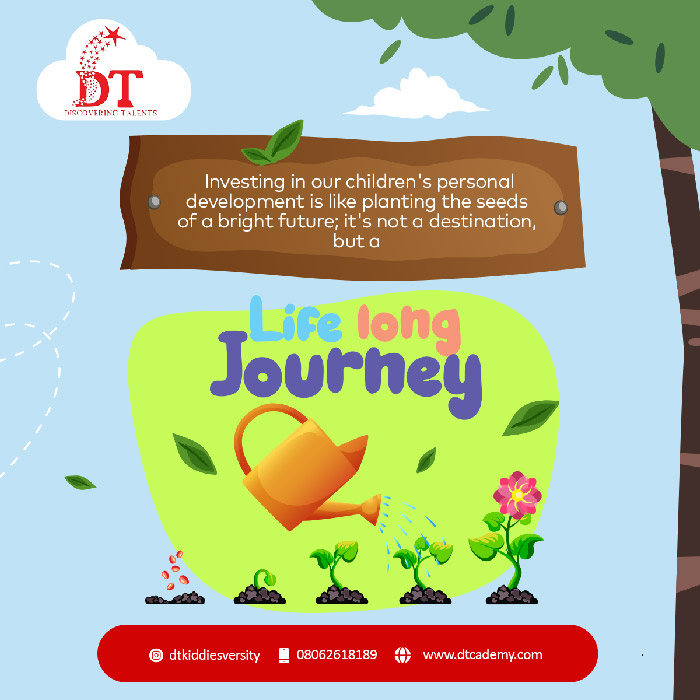 DT
DISCOVERING TALENTS
Investing in our children's personal
development is like planting the seeds
of a bright future; it's not a destination,
but a
Life long
Journey
dtkiddiesversity 08062618189 www.dtcademy.com